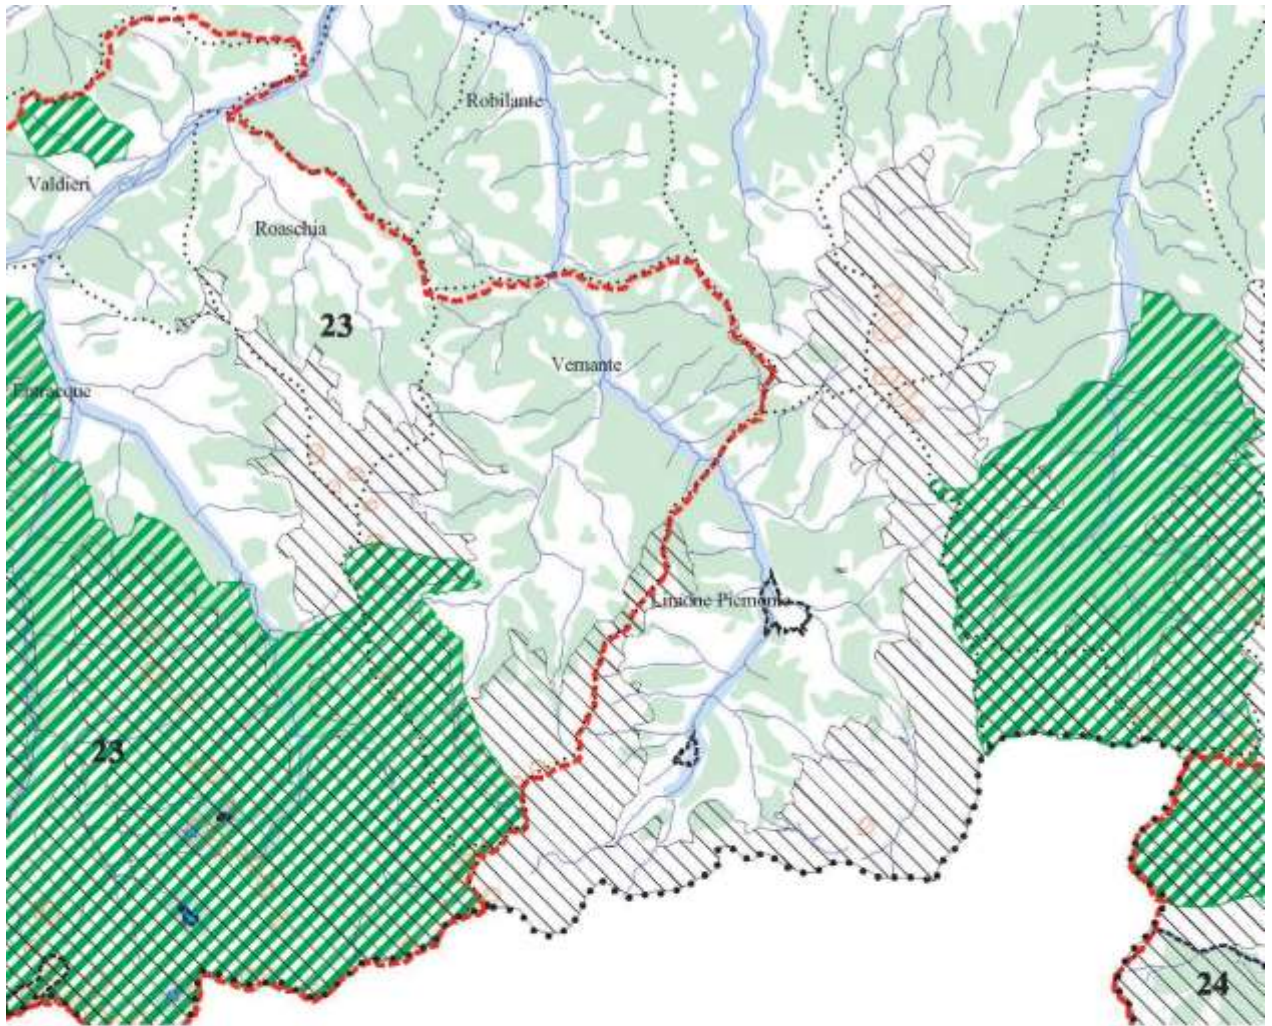 Robilante
Valdieri
Roaschia
23
Vernante
Entracque
Limone Piemonte
23
24